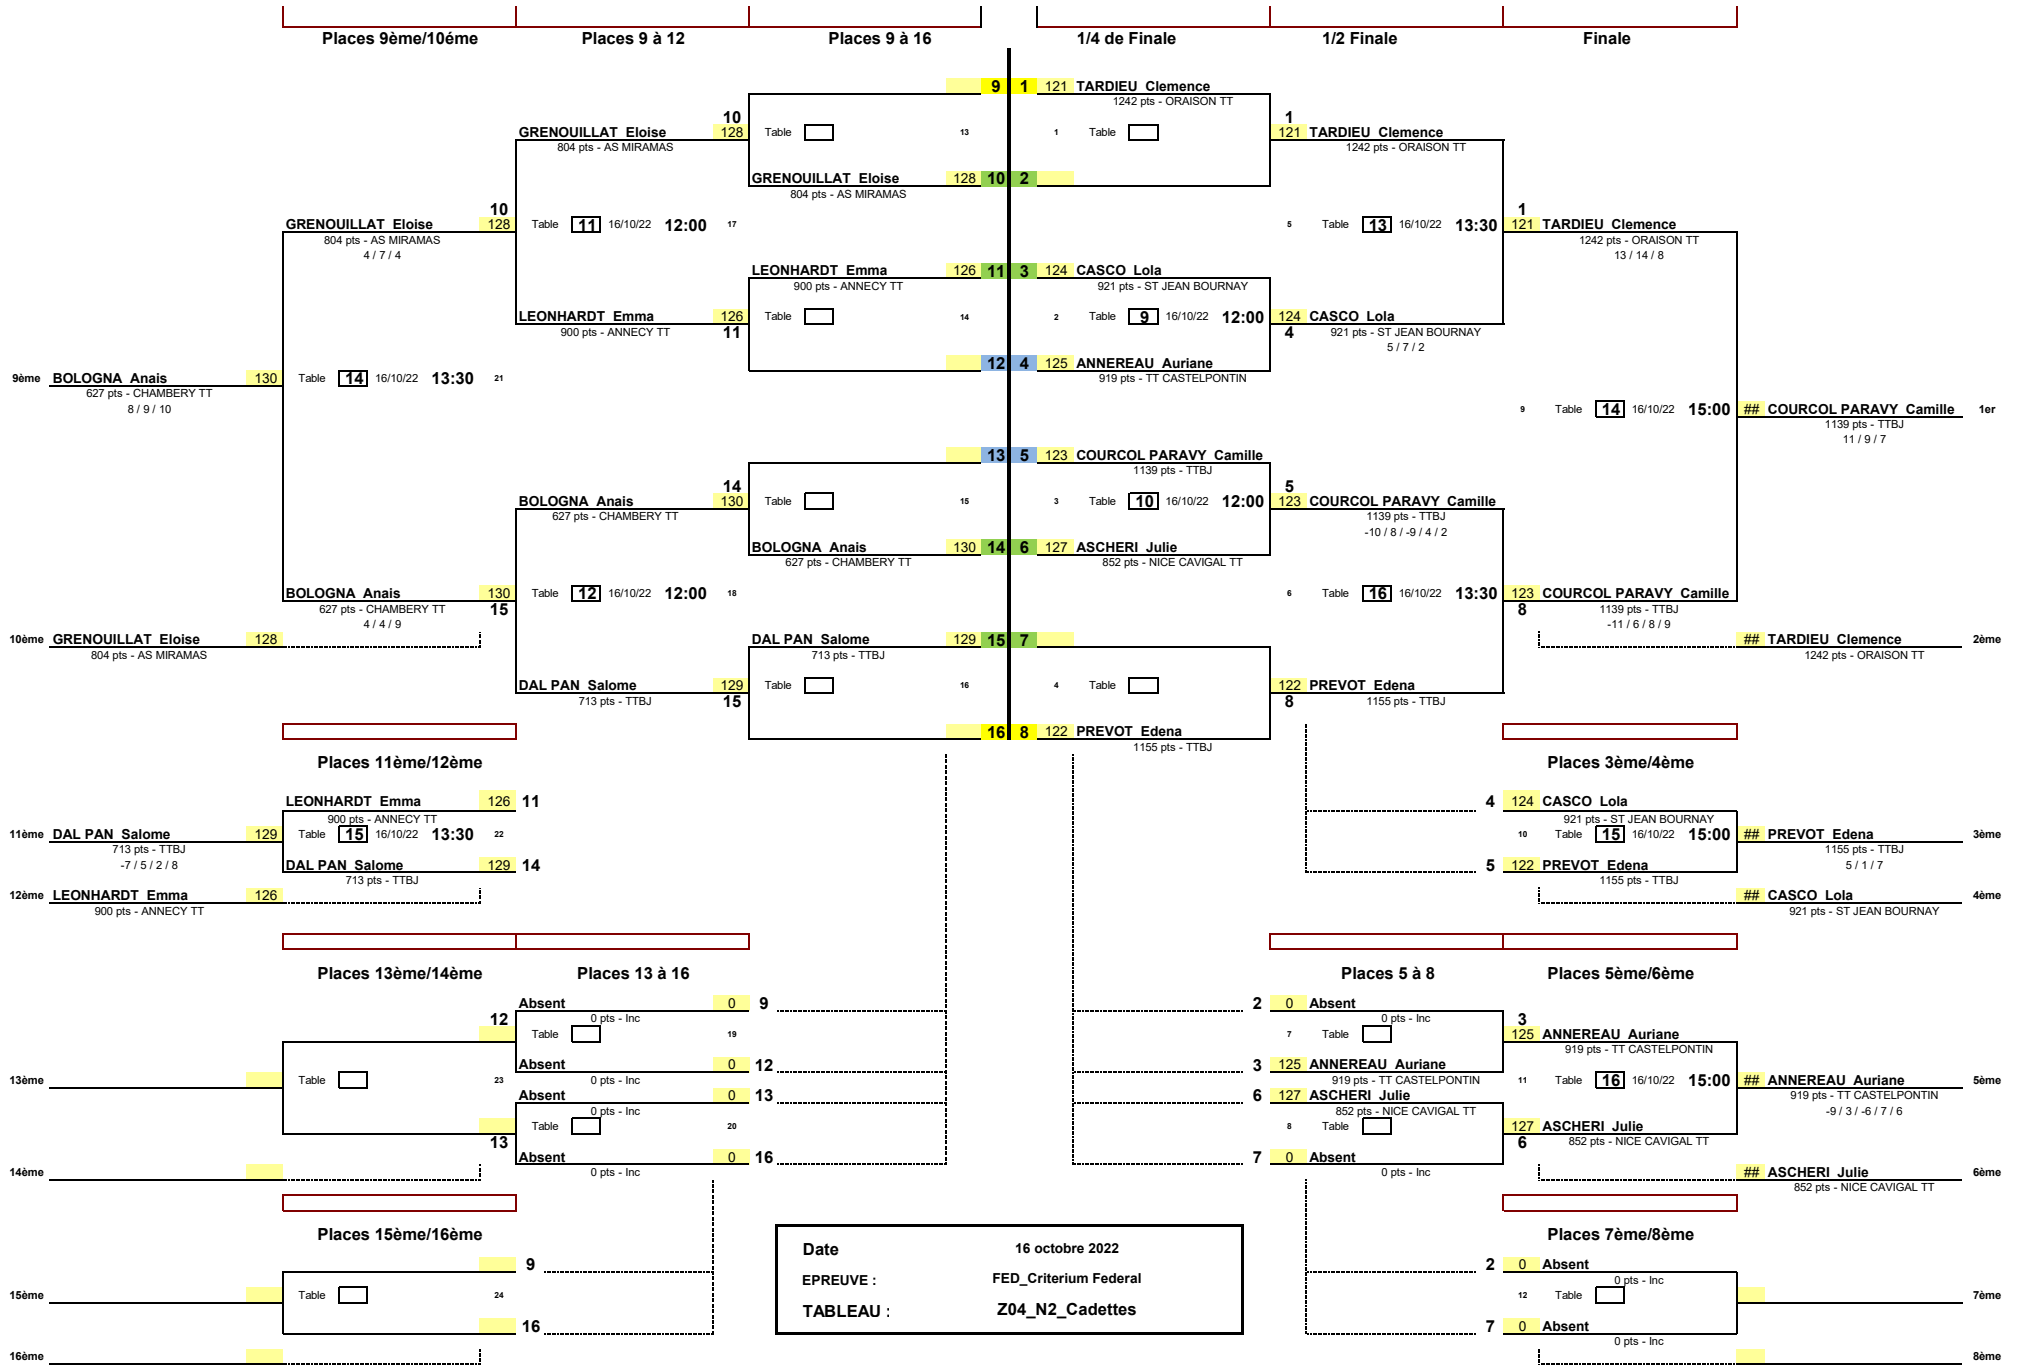 Places 9ème/10éme Places 9 à 12 Places 9 à 16 1/4 de Finale 1/2 Finale Finale
9 1 121 TARDIEU Clemence
1242 pts - ORAISON TT
10 1
GRENOUILLAT Eloise 128 Table 13 1 Table 121 TARDIEU Clemence
804 pts - AS MIRAMAS 1242 pts - ORAISON TT
GRENOUILLAT Eloise 128 10 2
804 pts - AS MIRAMAS
10 1
GRENOUILLAT Eloise 128 Table 11 16/10/22 12:00 17 5 Table 13 16/10/22 13:30 121 TARDIEU Clemence
804 pts - AS MIRAMAS 1242 pts - ORAISON TT
4 / 7 / 4 13 / 14 / 8
LEONHARDT Emma 126 11 3 124 CASCO Lola
900 pts - ANNECY TT 921 pts - ST JEAN BOURNAY
LEONHARDT Emma 126 Table 14 2 Table 9 16/10/22 12:00 124 CASCO Lola
900 pts - ANNECY TT 11 4 921 pts - ST JEAN BOURNAY
5 / 7 / 2
12 4 125 ANNEREAU Auriane
919 pts - TT CASTELPONTIN
9ème BOLOGNA Anais 130 Table 14 16/10/22 13:30 21
627 pts - CHAMBERY TT
8 / 9 / 10
9 Table 14 16/10/22 15:00 ## COURCOL PARAVY Camille 1er
1139 pts - TTBJ
11 / 9 / 7
13 5 123 COURCOL PARAVY Camille
1139 pts - TTBJ
14 5
BOLOGNA Anais 130 Table 15 3 Table 10 16/10/22 12:00 123 COURCOL PARAVY Camille
627 pts - CHAMBERY TT 1139 pts - TTBJ
-10 / 8 / -9 / 4 / 2
BOLOGNA Anais 130 14 6 127 ASCHERI Julie
627 pts - CHAMBERY TT 852 pts - NICE CAVIGAL TT
BOLOGNA Anais 130 Table 12 16/10/22 12:00 18 6 Table 16 16/10/22 13:30 123 COURCOL PARAVY Camille
627 pts - CHAMBERY TT 15 8 1139 pts - TTBJ
4 / 4 / 9 -11 / 6 / 8 / 9
10ème GRENOUILLAT Eloise 128 DAL PAN Salome 129 15 7 ## TARDIEU Clemence 2ème
804 pts - AS MIRAMAS 713 pts - TTBJ 1242 pts - ORAISON TT
DAL PAN Salome 129 Table 16 4 Table 122 PREVOT Edena
713 pts - TTBJ 15 8 1155 pts - TTBJ
16 8 122 PREVOT Edena
1155 pts - TTBJ
Places 11ème/12ème Places 3ème/4ème
LEONHARDT Emma 126 11 4 124 CASCO Lola
900 pts - ANNECY TT 921 pts - ST JEAN BOURNAY
11ème DAL PAN Salome 129 Table 15 16/10/22 13:30 22 10 Table 15 16/10/22 15:00 ## PREVOT Edena 3ème
713 pts - TTBJ 1155 pts - TTBJ
-7 / 5 / 2 / 8 DAL PAN Salome 129 14 5 122 PREVOT Edena 5 / 1 / 7
713 pts - TTBJ 1155 pts - TTBJ
12ème LEONHARDT Emma 126 ## CASCO Lola 4ème
900 pts - ANNECY TT 921 pts - ST JEAN BOURNAY
Places 13ème/14ème Places 13 à 16 Places 5 à 8 Places 5ème/6ème
Absent 0 9 2 0 Absent
12 0 pts - Inc 0 pts - Inc 3
Table 19 7 Table 125 ANNEREAU Auriane
919 pts - TT CASTELPONTIN
Absent 0 12 3 125 ANNEREAU Auriane
0 pts - Inc 919 pts - TT CASTELPONTIN
13ème Table 23 11 Table 16 16/10/22 15:00 ## ANNEREAU Auriane 5ème
919 pts - TT CASTELPONTIN
-9 / 3 / -6 / 7 / 6
Absent 0 13 6 127 ASCHERI Julie
0 pts - Inc 852 pts - NICE CAVIGAL TT
Table 20 8 Table 127 ASCHERI Julie
13 6 852 pts - NICE CAVIGAL TT
Absent 0 16 7 0 Absent
0 pts - Inc 0 pts - Inc
14ème ## ASCHERI Julie 6ème
852 pts - NICE CAVIGAL TT
Places 15ème/16ème Places 7ème/8ème
Date 16 octobre 2022
9 2 0 Absent
0 pts - Inc
EPREUVE : FED_Criterium Federal
15ème Table 24 12 Table 7ème
TABLEAU : Z04_N2_Cadettes
16 7 0 Absent
0 pts - Inc
16ème 8ème